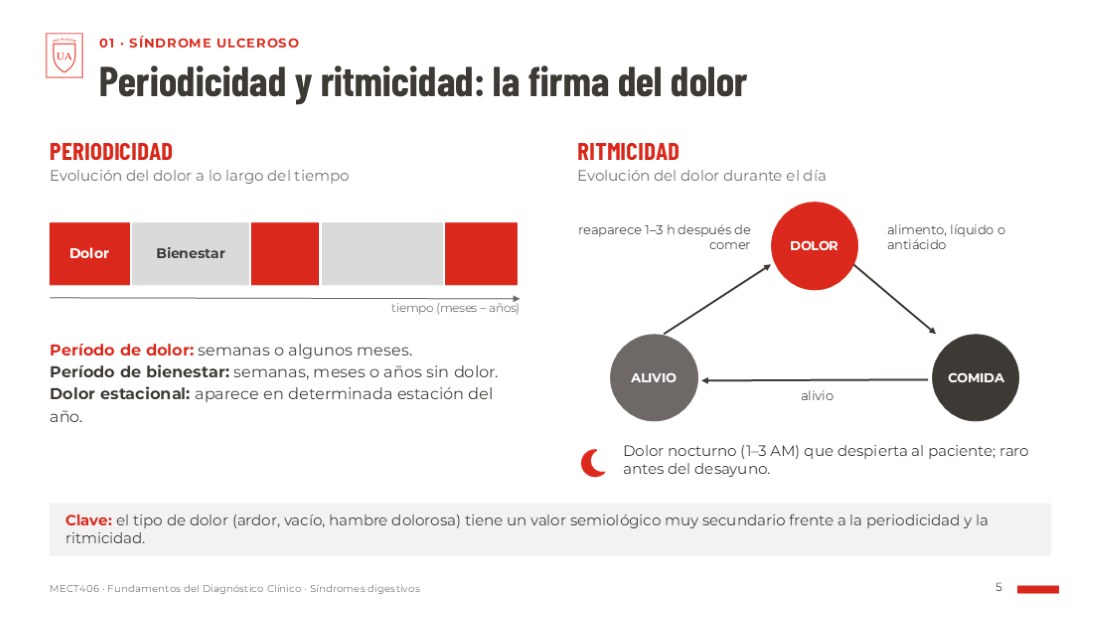 UA
01 · SÍNDROME ULCEROSO
Periodicidad y ritmicidad: la firma del dolor
PERIODICIDAD
Evolución del dolor a lo largo del tiempo
Dolor
Bienestar
tiempo (meses – años)
Período de dolor: semanas o algunos meses.
Período de bienestar: semanas, meses o años sin dolor.
Dolor estacional: aparece en determinada estación del
año.
RITMICIDAD
Evolución del dolor durante el día
reaparece 1–3 h después de
comer
DOLOR
alimento, líquido o
antiácido
ALIVIO
alivio
COMIDA
Dolor nocturno (1–3 AM) que despierta al paciente; raro
antes del desayuno.
Clave: el tipo de dolor (ardor, vacío, hambre dolorosa) tiene un valor semiológico muy secundario frente a la periodicidad y la
ritmicidad.
MECT406 · Fundamentos del Diagnóstico Clínico · Síndromes digestivos
5